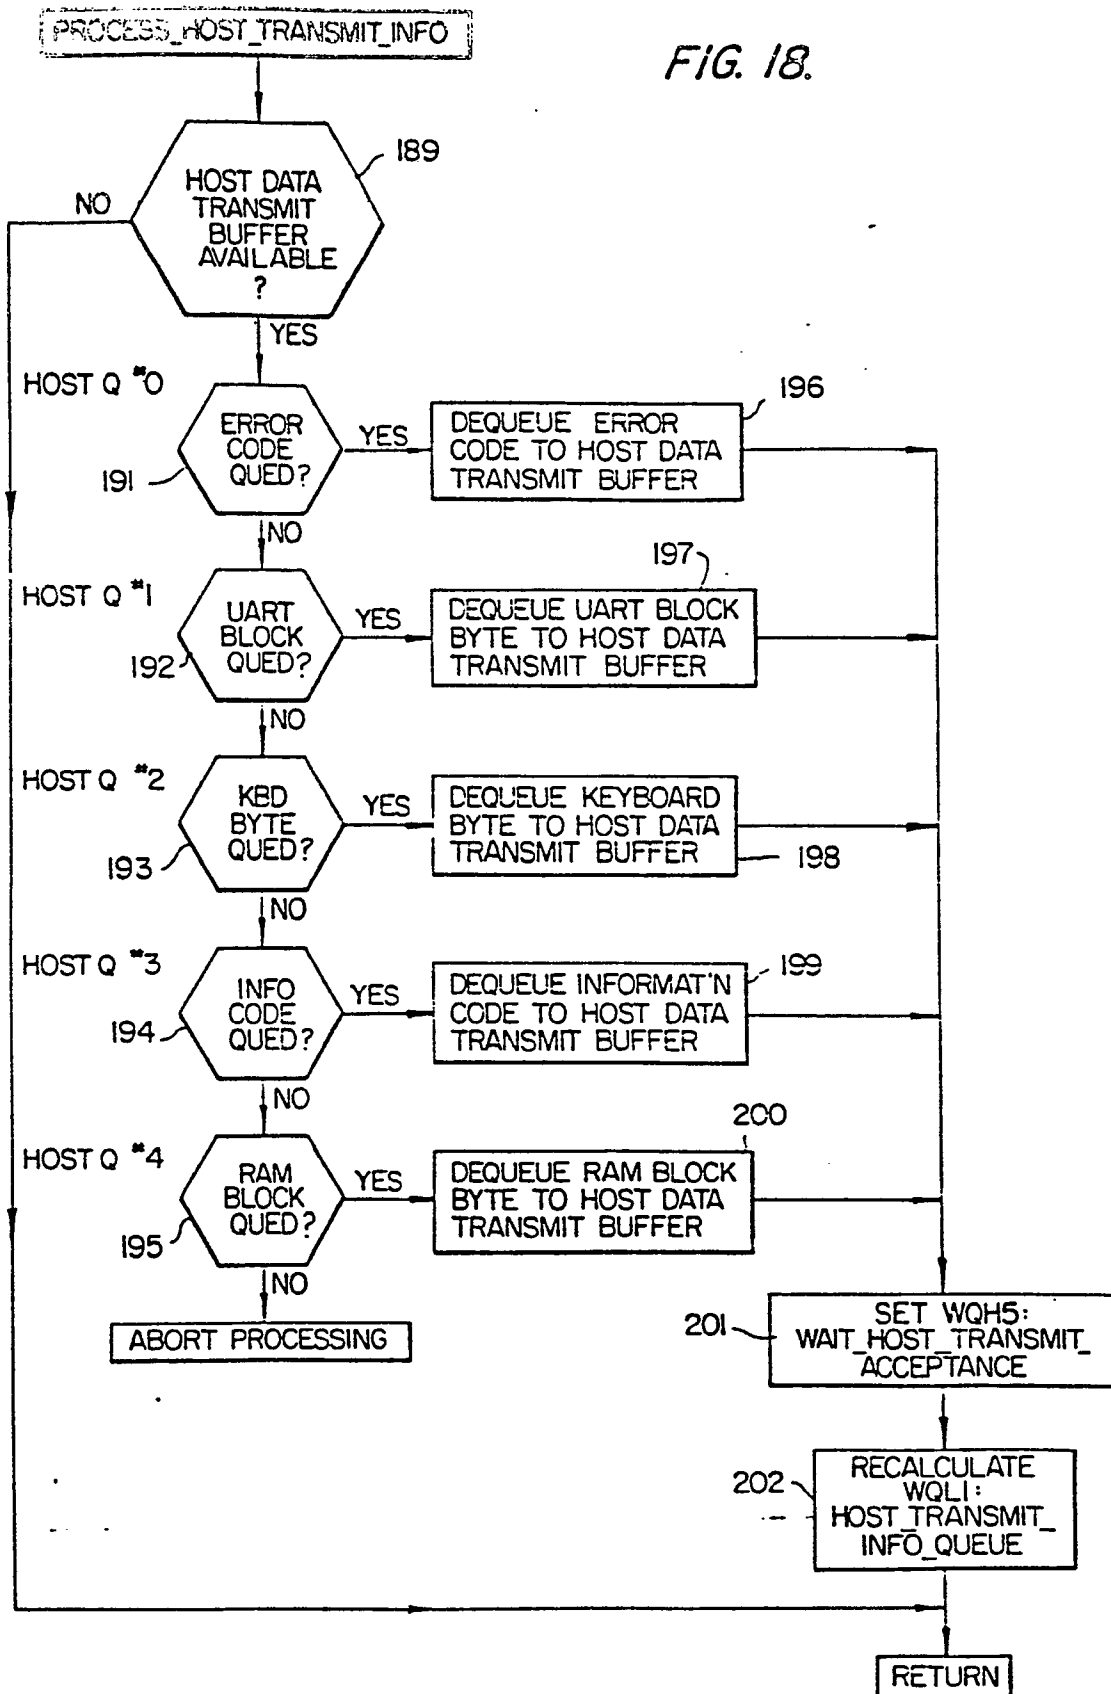 PROCESS_HOST_TRANSMIT_INFO
FIG. 18.
189
HOST DATA
TRANSMIT
BUFFER
AVAILABLE
?
NO
YES
HOST Q #0
ERROR
CODE
QUED?
191
YES
DEQUEUE ERROR
CODE TO HOST DATA
TRANSMIT BUFFER
196
NO
HOST Q #1
UART
BLOCK
QUED?
192
YES
DEQUEUE UART BLOCK
BYTE TO HOST DATA
TRANSMIT BUFFER
197
NO
HOST Q #2
KBD
BYTE
QUED?
193
YES
DEQUEUE KEYBOARD
BYTE TO HOST DATA
TRANSMIT BUFFER
198
NO
HOST Q #3
INFO
CODE
QUED?
194
YES
DEQUEUE INFORMAT'N
CODE TO HOST DATA
TRANSMIT BUFFER
199
NO
HOST Q #4
RAM
BLOCK
QUED?
195
YES
DEQUEUE RAM BLOCK
BYTE TO HOST DATA
TRANSMIT BUFFER
200
NO
ABORT PROCESSING
201
SET WQH5:
WAIT_HOST_TRANSMIT_
ACCEPTANCE
202
RECALCULATE
WQL1:
HOST_TRANSMIT_
INFO_QUEUE
RETURN